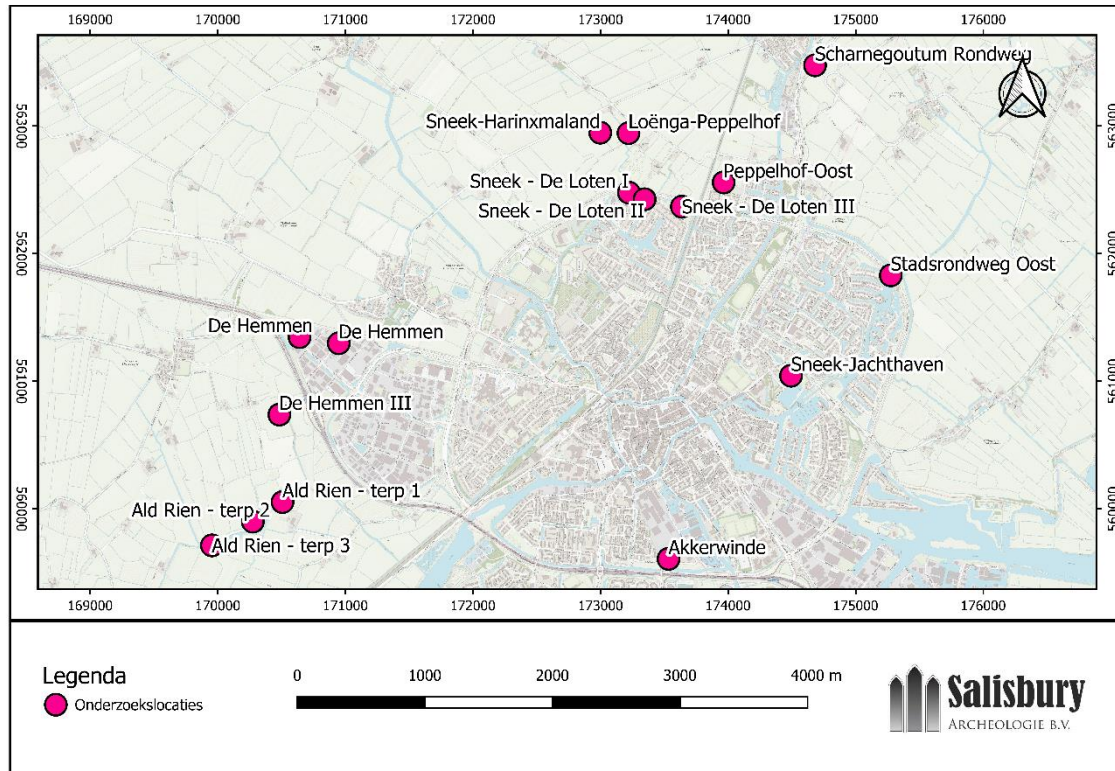 169000 170000 171000 172000 173000 174000 175000 176000
Scharnegoutum Rondweg
563000 563000
Sneek-Harinxmaland Loënga-Peppelhof
Peppelhof-Oost
Sneek - De Loten I
Sneek - De Loten II
Sneek - De Loten III
562000 562000
Stadsrondweg Oost
De Hemmen
De Hemmen
Sneek-Jachthaven
561000 561000
De Hemmen III
Ald Rien - terp 1
560000 560000
Ald Rien - terp 2
Ald Rien - terp 3
Akkerwinde
169000 170000 171000 172000 173000 174000 175000 176000
Legenda
Onderzoekslocaties
0 1000 2000 3000 4000 m
Salisbury
ARCHEOLOGIE B.V.